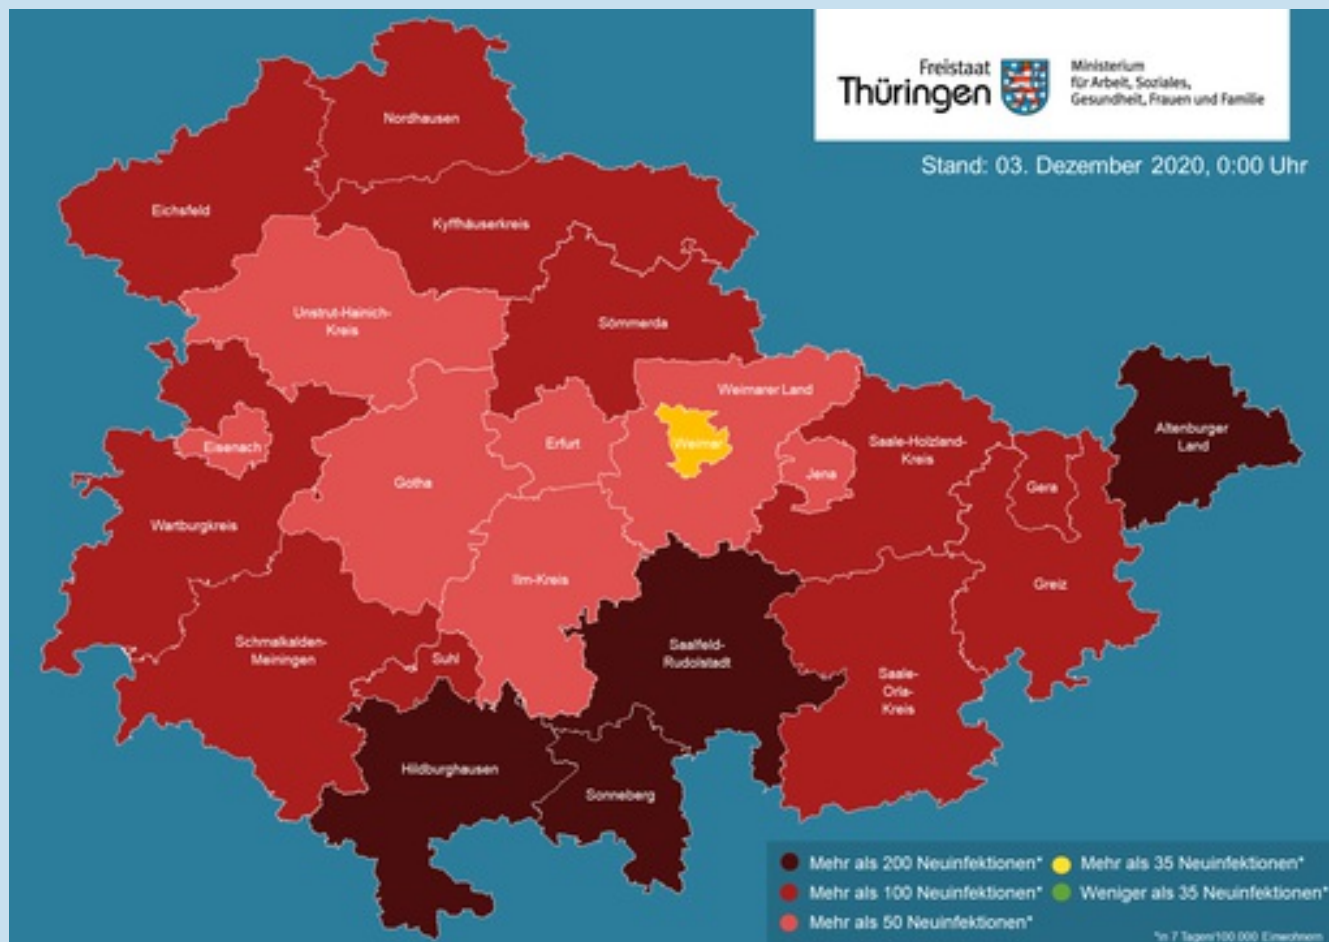 Freistaat
Thüringen
Ministerium
für Arbeit, Soziales,
Gesundheit, Frauen und Familie
Stand: 03. Dezember 2020, 0:00 Uhr
Nordhausen
Eichsfeld
Kyffhäuserkreis
Unstrut-Hainich-
Kreis
Sömmerda
Weimarer Land
Eisenach
Erfurt
Weimar
Saale-Holzland-
Kreis
Altenburger
Land
Gotha
Jena
Gera
Wartburgkreis
Ilm-Kreis
Greiz
Schmalkalden-
Meiningen
Suhl
Saalfeld-
Rudolstadt
Saale-
Orla-
Kreis
Hildburghausen
Sonneberg
Mehr als 200 Neuinfektionen*
Mehr als 100 Neuinfektionen*
Mehr als 50 Neuinfektionen*
Mehr als 35 Neuinfektionen*
Weniger als 35 Neuinfektionen*
*in 7 Tagen/100.000 Einwohnern